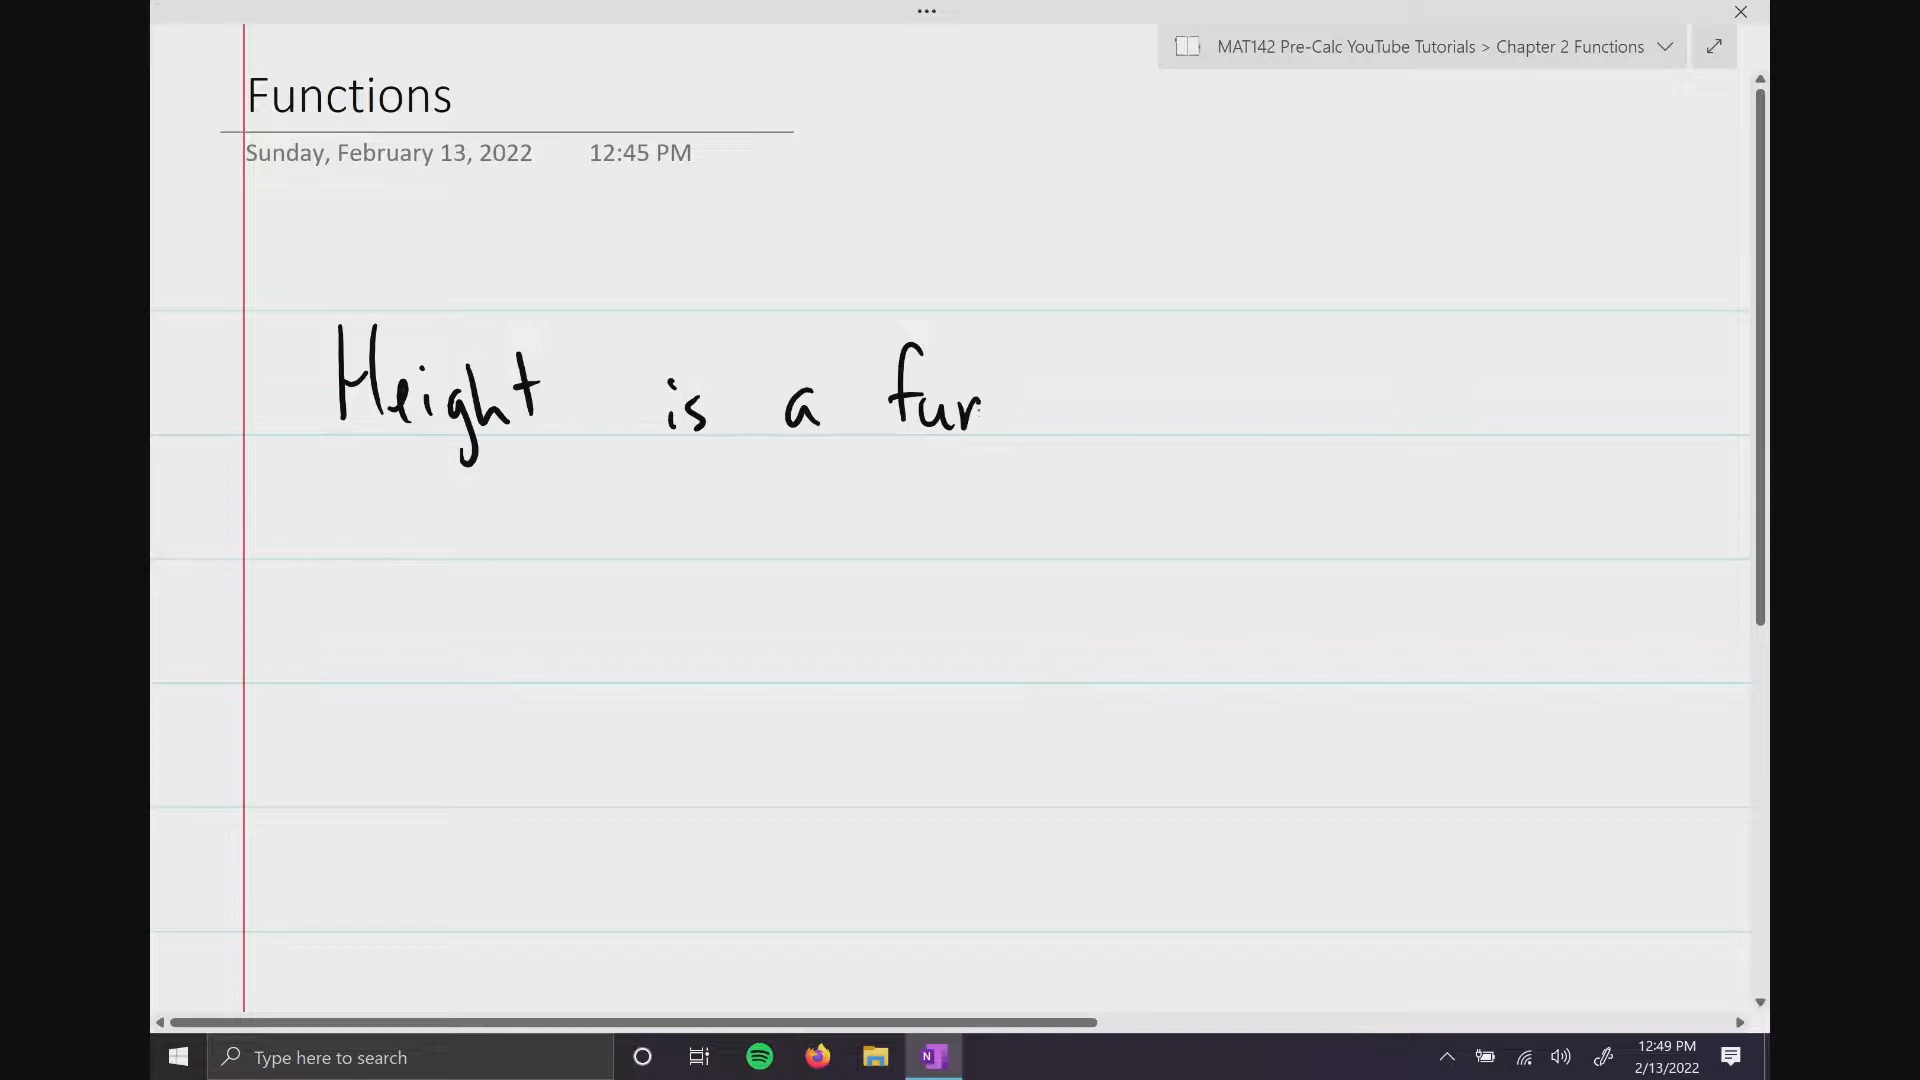 MAT142 Pre-Calc YouTube Tutorials > Chapter 2 Functions
Functions
Sunday, February 13, 2022 12:45 PM
Height is a fun
Type here to search
N
12:49 PM
2/13/2022